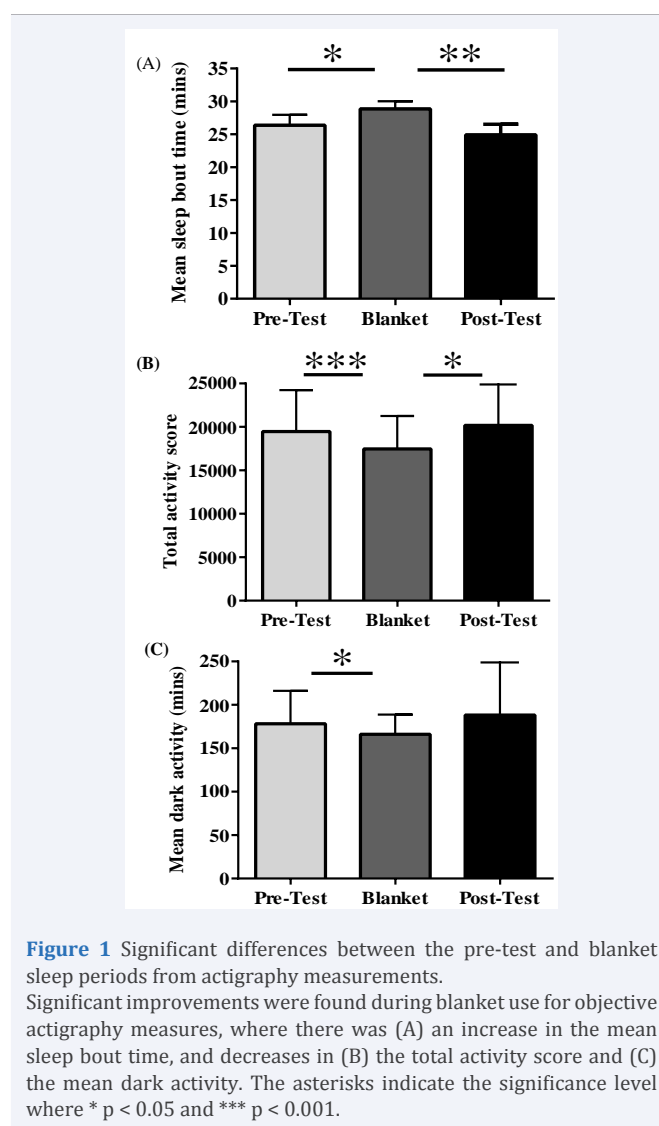 (A)
* **
Mean sleep bout time (mins)
35
30
25
20
15
10
5
0
Pre-Test Blanket Post-Test
(B)
*** *
Total activity score
25000
20000
15000
10000
5000
0
Pre-Test Blanket Post-Test
(C)
*
Mean dark activity (mins)
250
200
150
100
50
0
Pre-Test Blanket Post-Test
Figure 1 Significant differences between the pre-test and blanket
sleep periods from actigraphy measurements.
Significant improvements were found during blanket use for objective
actigraphy measures, where there was (A) an increase in the mean
sleep bout time, and decreases in (B) the total activity score and (C)
the mean dark activity. The asterisks indicate the significance level
where * p < 0.05 and *** p < 0.001.